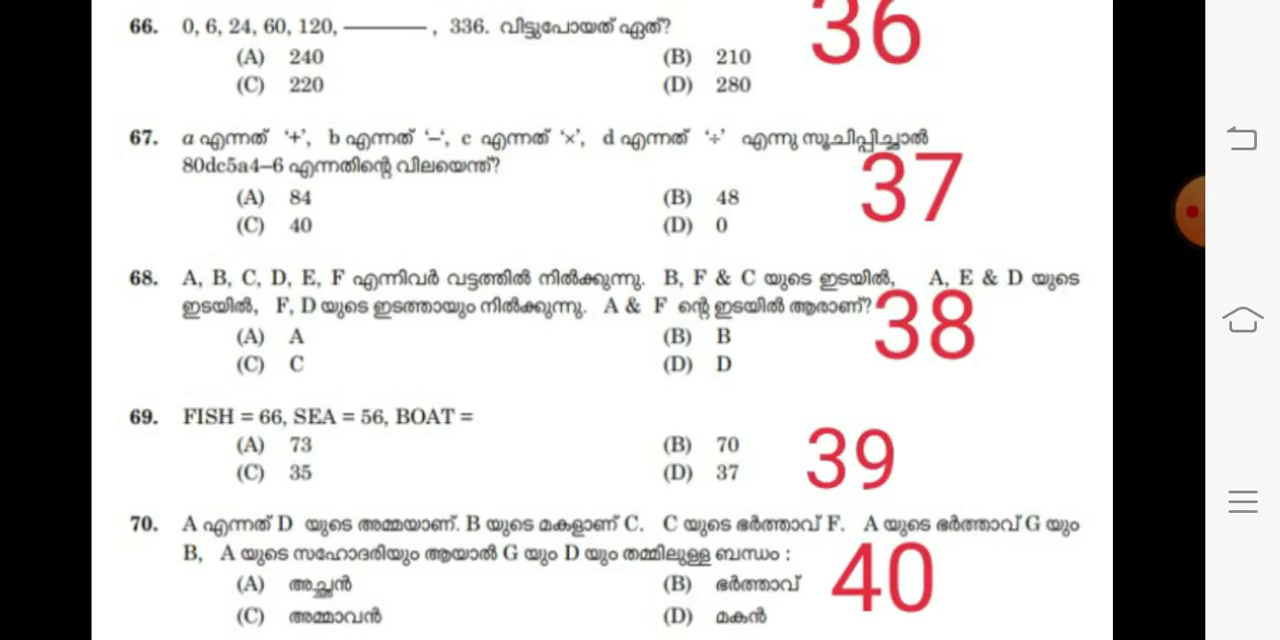 66. 0, 6, 24, 60, 120, ———, 336. വിട്ടുപോയത് ഏത്?
36
(A) 240 (B) 210
(C) 220 (D) 280
67. a എന്നത് ‘+’, b എന്നത് ‘–‘, c എന്നത് ‘×’, d എന്നത് ‘÷’ എന്നു സൂചിപ്പിച്ചാൽ
80dc5a4–6 എന്നതിന്റെ വിലയെന്ത്?
37
(A) 84 (B) 48
(C) 40 (D) 0
68. A, B, C, D, E, F എന്നിവർ വട്ടത്തിൽ നിൽക്കുന്നു. B, F & C യുടെ ഇടയിൽ, A, E & D യുടെ
ഇടയിൽ, F, D യുടെ ഇടത്തായും നിൽക്കുന്നു. A & F ന്റെ ഇടയിൽ ആരാണ്?
38
(A) A (B) B
(C) C (D) D
69. FISH = 66, SEA = 56, BOAT =
39
(A) 73 (B) 70
(C) 35 (D) 37
70. A എന്നത് D യുടെ അമ്മയാണ്. B യുടെ മകളാണ് C. C യുടെ ഭർത്താവ് F. A യുടെ ഭർത്താവ് G യും
B, A യുടെ സഹോദരിയും ആയാൽ G യും D യും തമ്മിലുള്ള ബന്ധം :
40
(A) അച്ഛൻ (B) ഭർത്താവ്
(C) അമ്മാവൻ (D) മകൻ